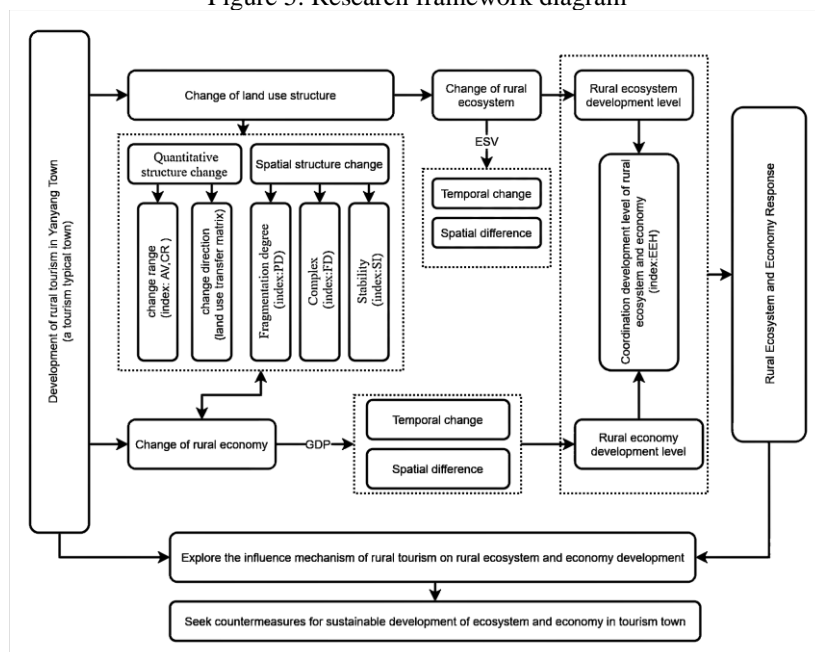 Figure 3. Research framework diagram
Development of rural tourism in Yanyang Town
(a tourism typical town)
Change of land use structure
Change of rural
ecosystem
Rural ecosystem
development level
Quantitative
structure change
Spatial structure change
ESV
Temporal change
Spatial difference
change range
(index: AV,CR)
change direction
(land use transfer matrix)
Fragmentation degree
(index:PD)
Complex
(index:FD)
Stability
(index:SI)
Coordination development level of rural
ecosystem and economy
(index:EEH)
Rural Ecosystem and Economy Response
Change of rural economy
GDP
Temporal change
Spatial difference
Rural economy
development level
Explore the influence mechanism of rural tourism on rural ecosystem and economy development
Seek countermeasures for sustainable development of ecosystem and economy in tourism town